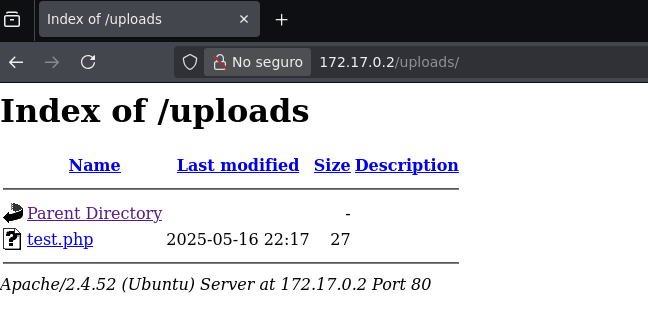 Index of /uploads
No seguro 172.17.0.2/uploads/
Index of /uploads
Name Last modified Size Description
Parent Directory -
test.php 2025-05-16 22:17 27
Apache/2.4.52 (Ubuntu) Server at 172.17.0.2 Port 80